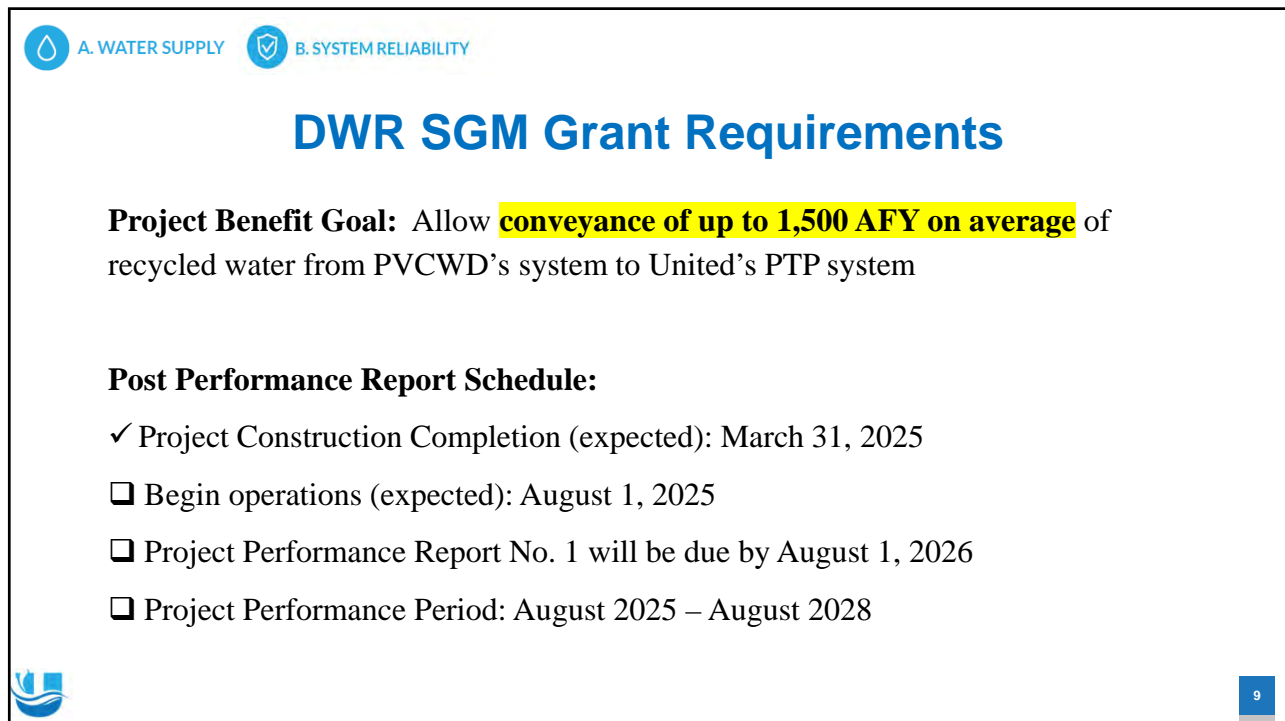 A. WATER SUPPLY B. SYSTEM RELIABILITY
DWR SGM Grant Requirements
Project Benefit Goal: Allow conveyance of up to 1,500 AFY on average of
recycled water from PVCWD’s system to United’s PTP system
Post Performance Report Schedule:
✓ Project Construction Completion (expected): March 31, 2025
❑ Begin operations (expected): August 1, 2025
❑ Project Performance Report No. 1 will be due by August 1, 2026
❑ Project Performance Period: August 2025 – August 2028
9